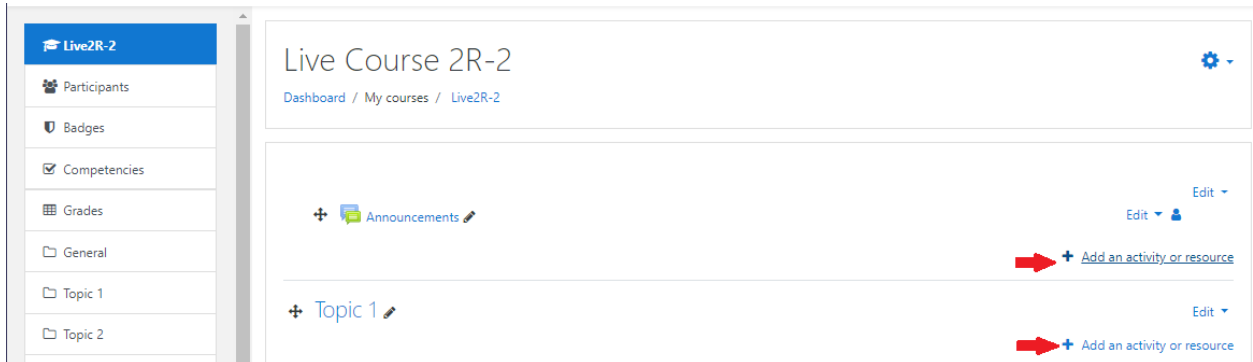 Live2R-2
Participants
Badges
Competencies
Grades
General
Topic 1
Topic 2
Live Course 2R-2
Dashboard / My courses / Live2R-2
Edit
Announcements
Edit
Add an activity or resource
Topic 1
Edit
Add an activity or resource